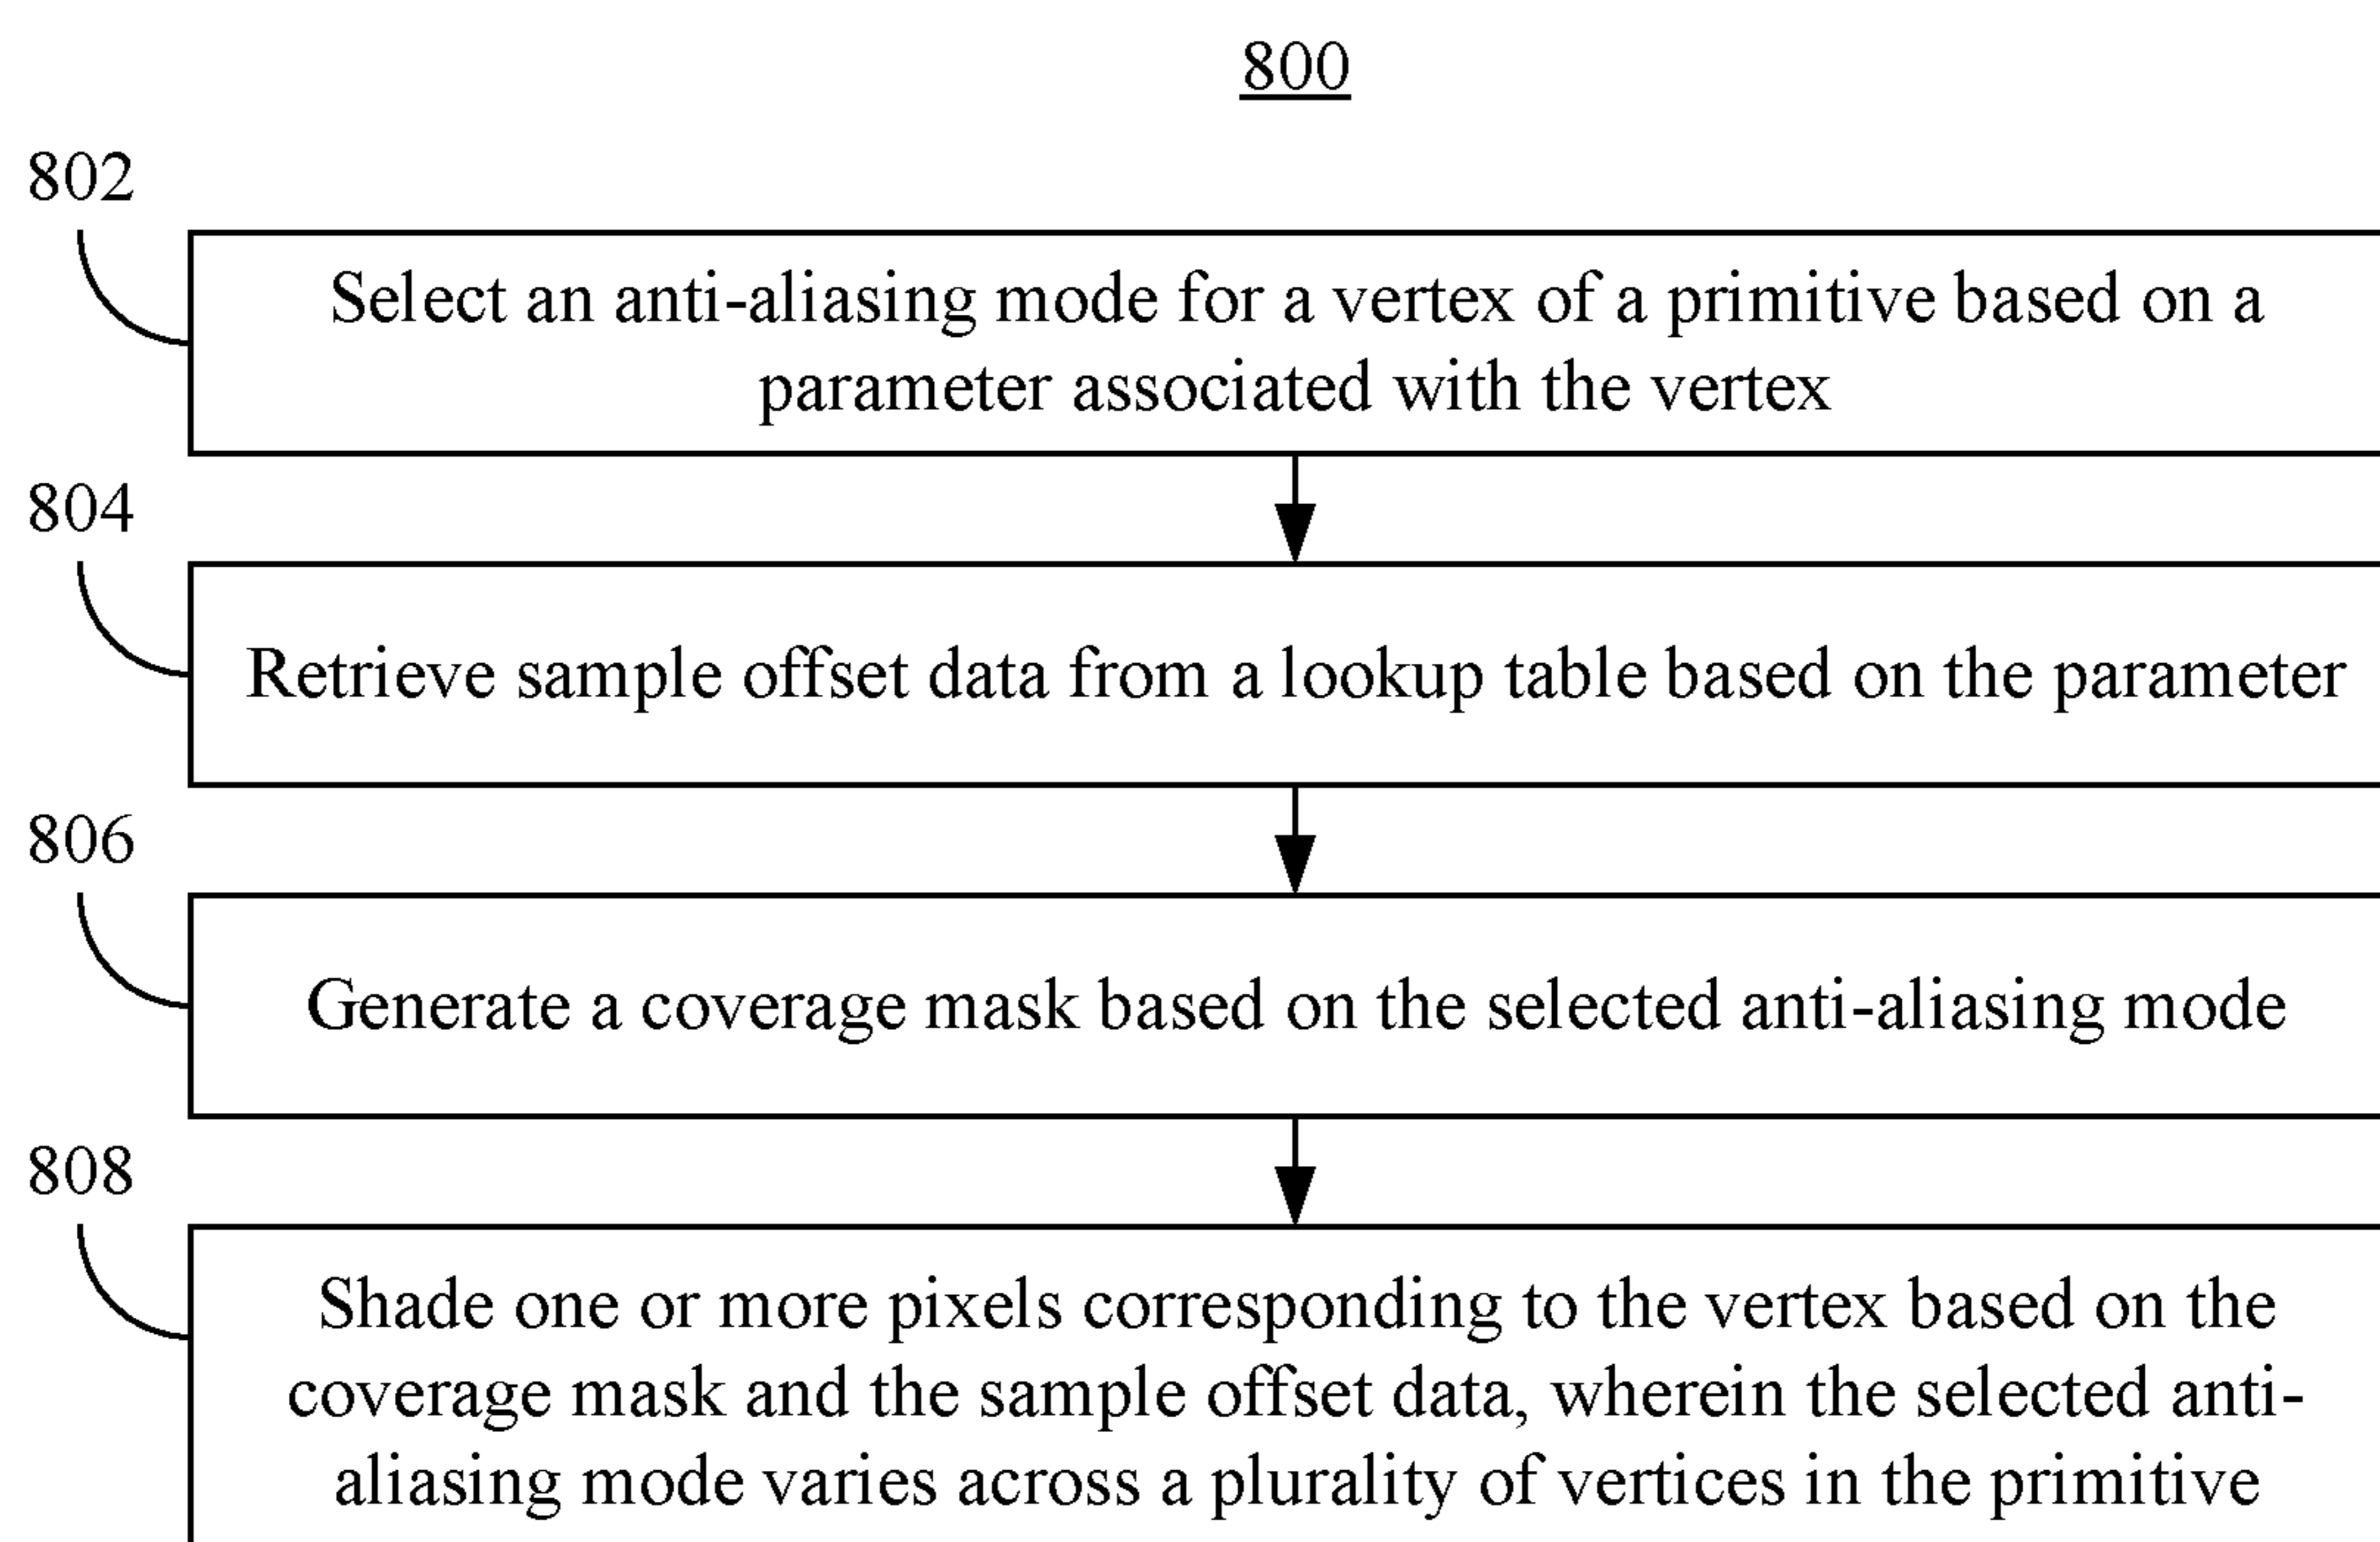 800
802
Select an anti-aliasing mode for a vertex of a primitive based on a
parameter associated with the vertex
804
Retrieve sample offset data from a lookup table based on the parameter
806
Generate a coverage mask based on the selected anti-aliasing mode
808
Shade one or more pixels corresponding to the vertex based on the
coverage mask and the sample offset data, wherein the selected anti-
aliasing mode varies across a plurality of vertices in the primitive